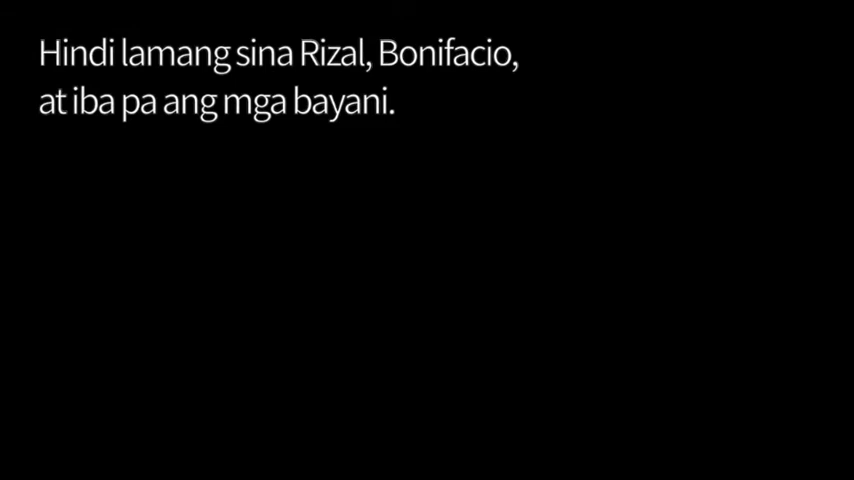 Hindi lamang sina Rizal, Bonifacio,
at iba pa ang mga bayani.